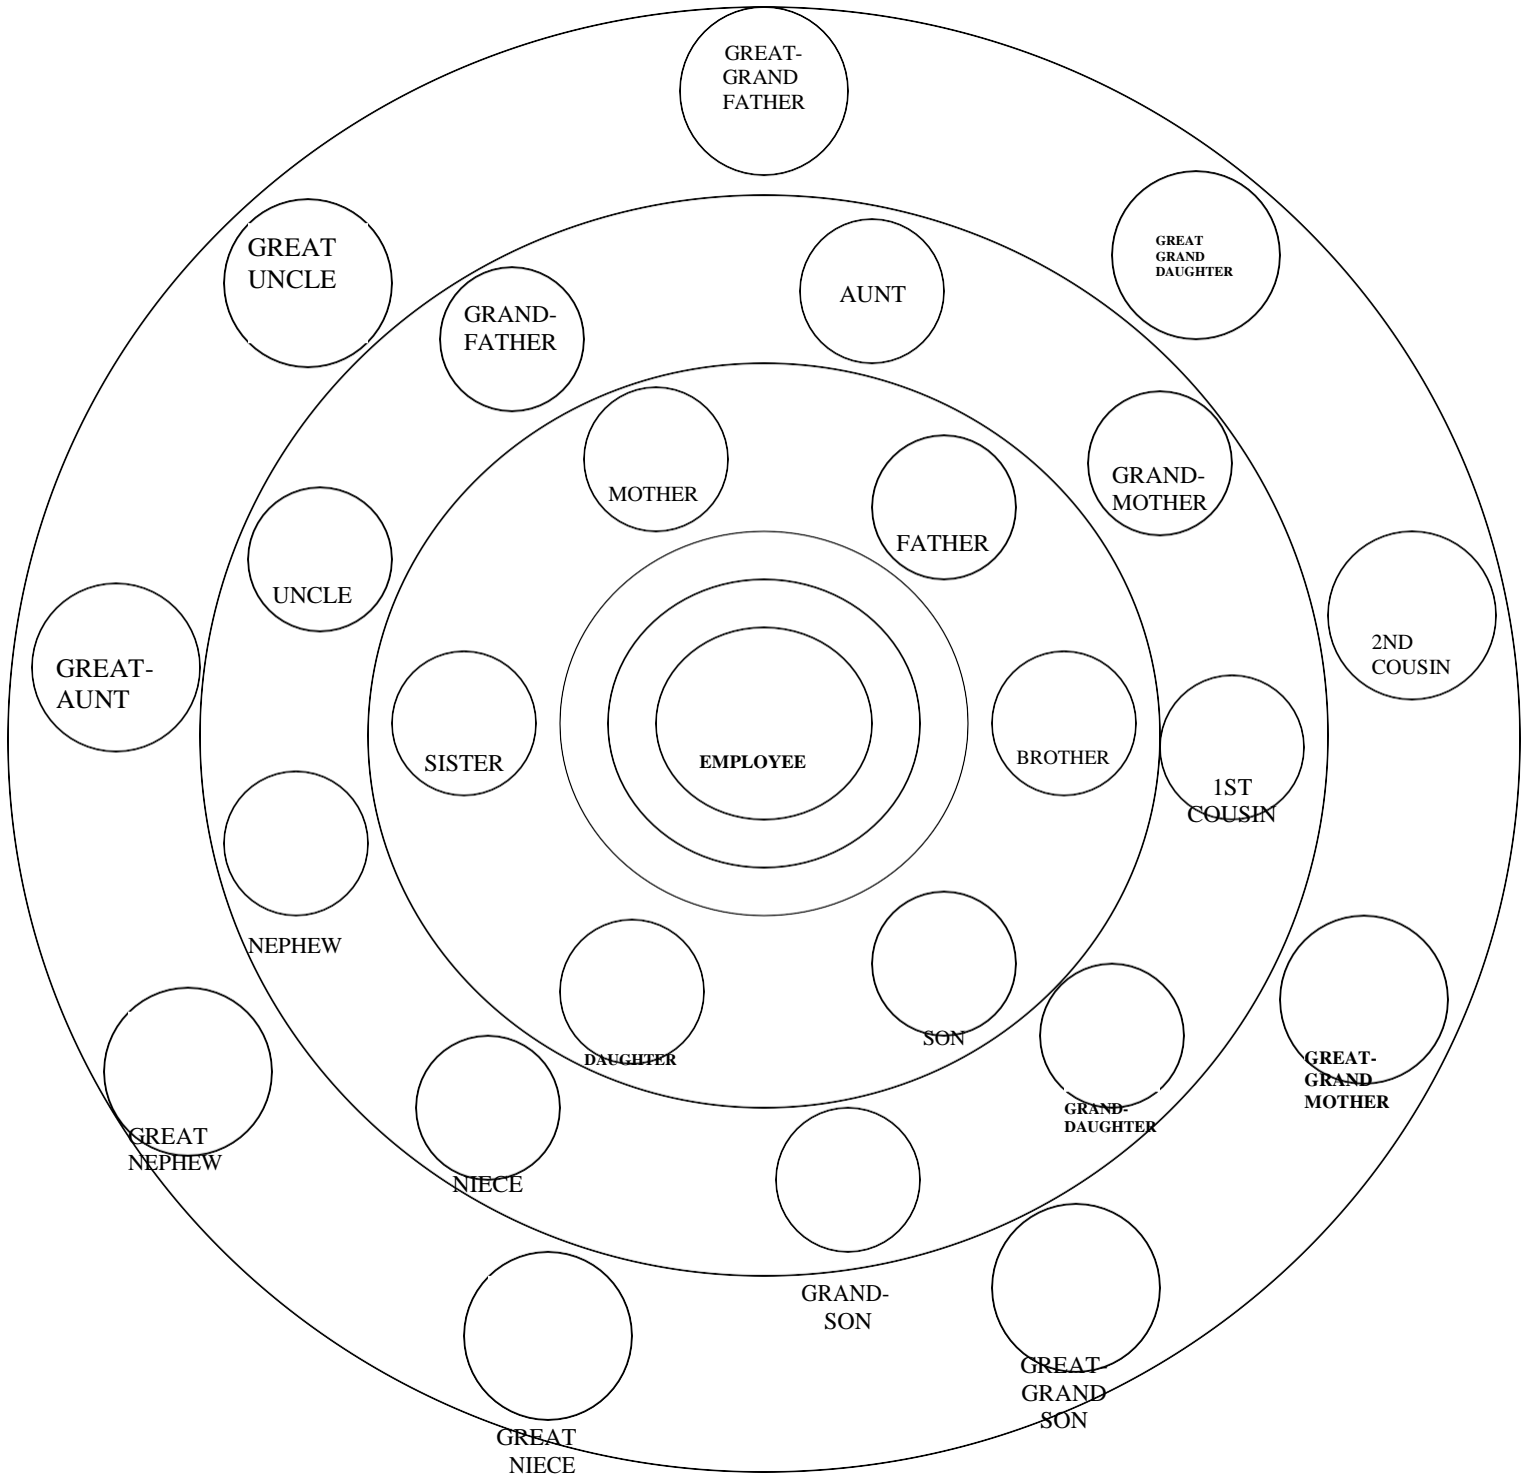 GREAT-
GRAND
FATHER
GREAT
UNCLE
GREAT
GRAND
DAUGHTER
AUNT
GRAND-
FATHER
MOTHER
GRAND-
MOTHER
FATHER
UNCLE
2ND
COUSIN
GREAT-
AUNT
SISTER
EMPLOYEE
BROTHER
1ST
COUSIN
NEPHEW
SON
DAUGHTER
GREAT-
GRAND
MOTHER
GRAND-
DAUGHTER
GREAT
NEPHEW
NIECE
GRAND-
SON
GREAT-
GRAND
SON
GREAT
NIECE